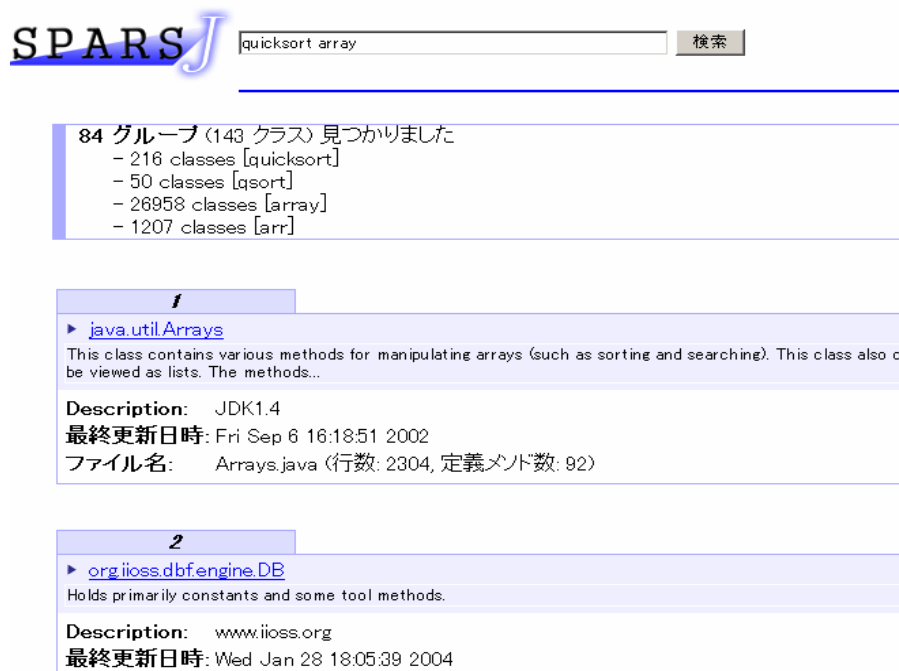 SPARSJ
quicksort array 検索
84 グループ (143 クラス) 見つかりました
- 216 classes [quicksort]
- 50 classes [qsort]
- 26958 classes [array]
- 1207 classes [arr]
1
java.util.Arrays
This class contains various methods for manipulating arrays (such as sorting and searching). This class also
be viewed as lists. The methods...
Description: JDK1.4
最終更新日時: Fri Sep 6 16:18:51 2002
ファイル名: Arrays.java (行数: 2304, 定義メソド数: 92)
2
org.iioss.dbf.engine.DB
Holds primarily constants and some tool methods.
Description: www.iioss.org
最終更新日時: Wed Jan 28 18:05:39 2004